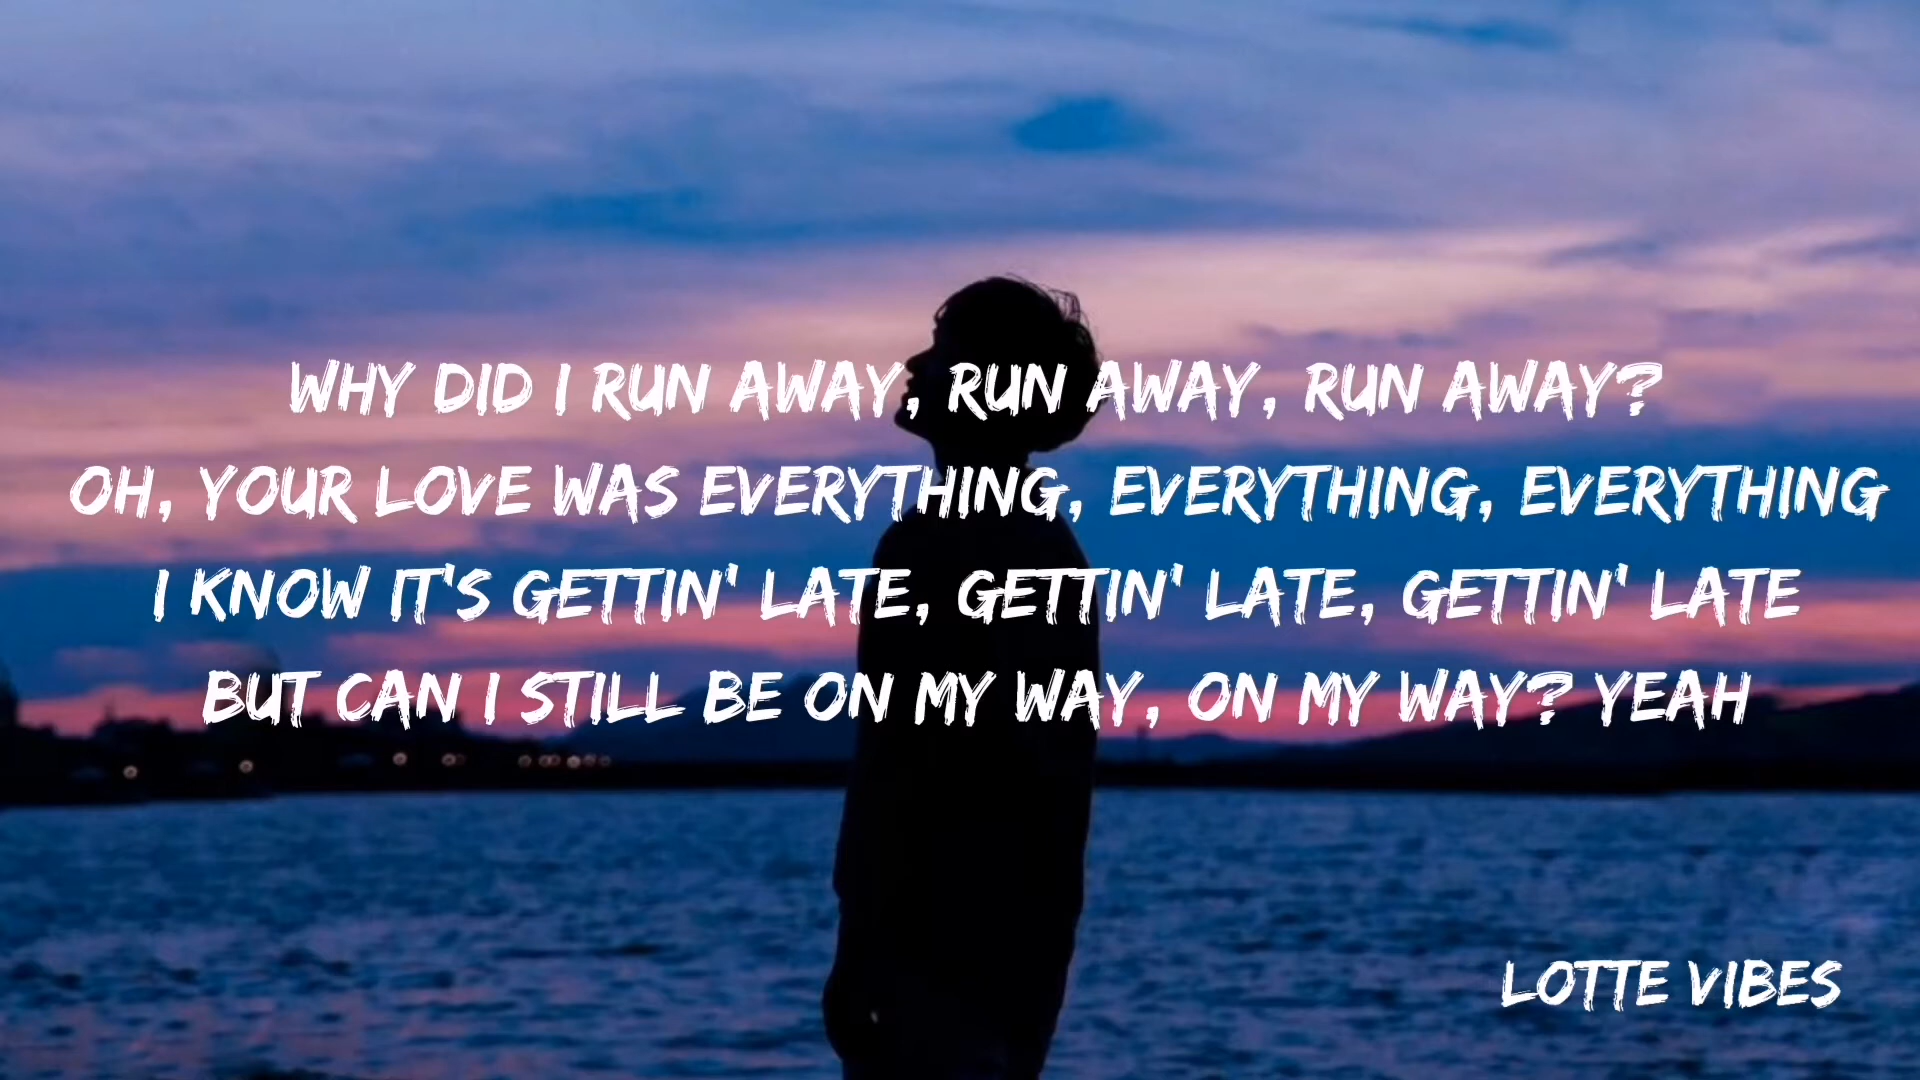 WHY DID I RUN AWAY, RUN AWAY, RUN AWAY?
OH, YOUR LOVE WAS EVERYTHING, EVERYTHING, EVERYTHING
I KNOW IT'S GETTIN' LATE, GETTIN' LATE, GETTIN' LATE
BUT CAN I STILL BE ON MY WAY, ON MY WAY? YEAH
LOTTE VIBES